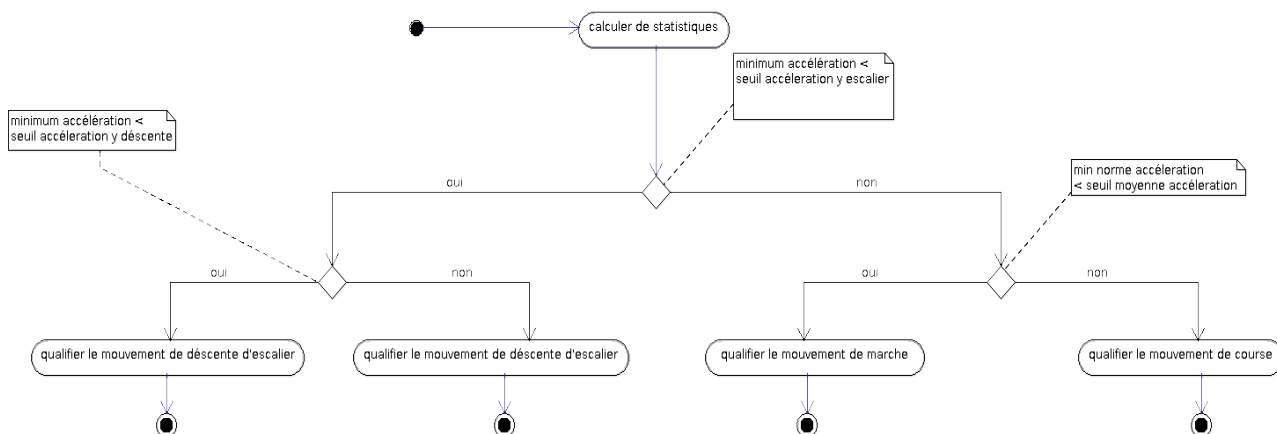 calculer de statistiques
minimum accélération <
seuil accéleration y escalier
minimum accélération <
seuil accéleration y déscente
min norme accéleration
< seuil moyenne accéleration
oui
non
oui
non
oui
non
qualifier le mouvement de déscente d'escalier
qualifier le mouvement de déscente d'escalier
qualifier le mouvement de marche
qualifier le mouvement de course